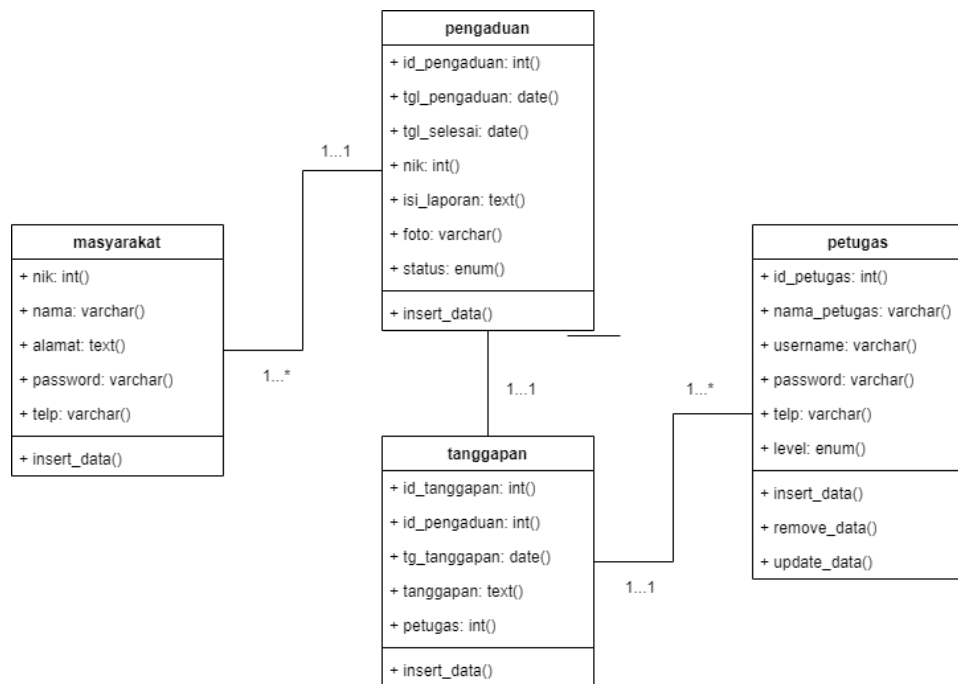 pengaduan
+ id_pengaduan: int()
+ tgl_pengaduan: date()
+ tgl_selesai: date()
+ nik: int()
+ isi_laporan: text()
+ foto: varchar()
+ status: enum()
+ insert_data()
1...1
masyarakat
+ nik: int()
+ nama: varchar()
+ alamat: text()
+ password: varchar()
+ telp: varchar()
+ insert_data()
1...*
1...1
petugas
+ id_petugas: int()
+ nama_petugas: varchar()
+ username: varchar()
+ password: varchar()
+ telp: varchar()
+ level: enum()
+ insert_data()
+ remove_data()
+ update_data()
1...*
tanggapan
+ id_tanggapan: int()
+ id_pengaduan: int()
+ tg_tanggapan: date()
+ tanggapan: text()
+ petugas: int()
+ insert_data()
1...1